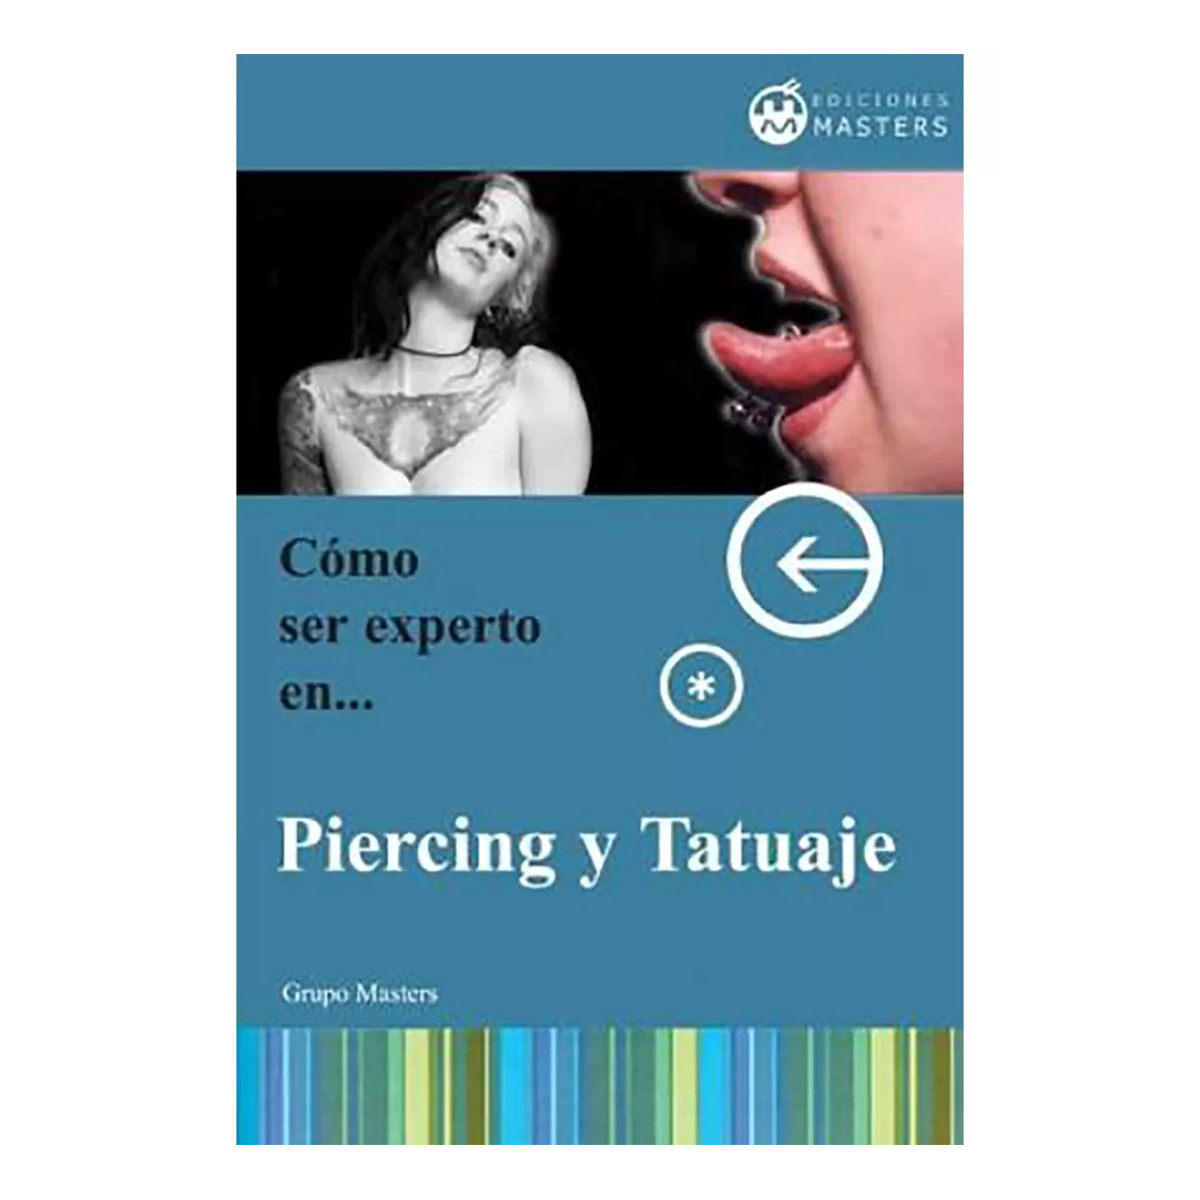 EDICIONES
MASTERS
Cómo
ser experto
en...
Piercing y Tatuaje
Grupo Masters